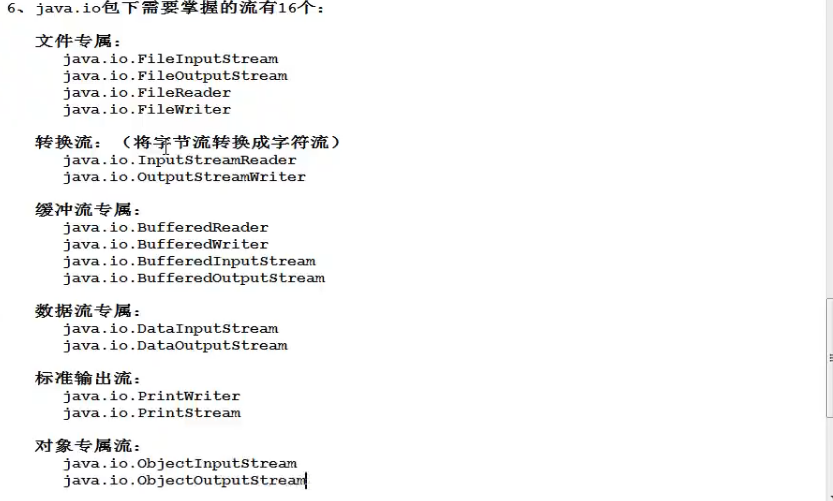 6、java.io包下需要掌握的流有16个：
文件专属：
java.io.FileInputStream
java.io.FileOutputStream
java.io.FileReader
java.io.FileWriter
转换流：（将字节流转换成字符流）
java.io.InputStreamReader
java.io.OutputStreamWriter
缓冲流专属：
java.io.BufferedReader
java.io.BufferedWriter
java.io.BufferedInputStream
java.io.BufferedOutputStream
数据流专属：
java.io.DataInputStream
java.io.DataOutputStream
标准输出流：
java.io.PrintWriter
java.io.PrintStream
对象专属流：
java.io.ObjectInputStream
java.io.ObjectOutputStream